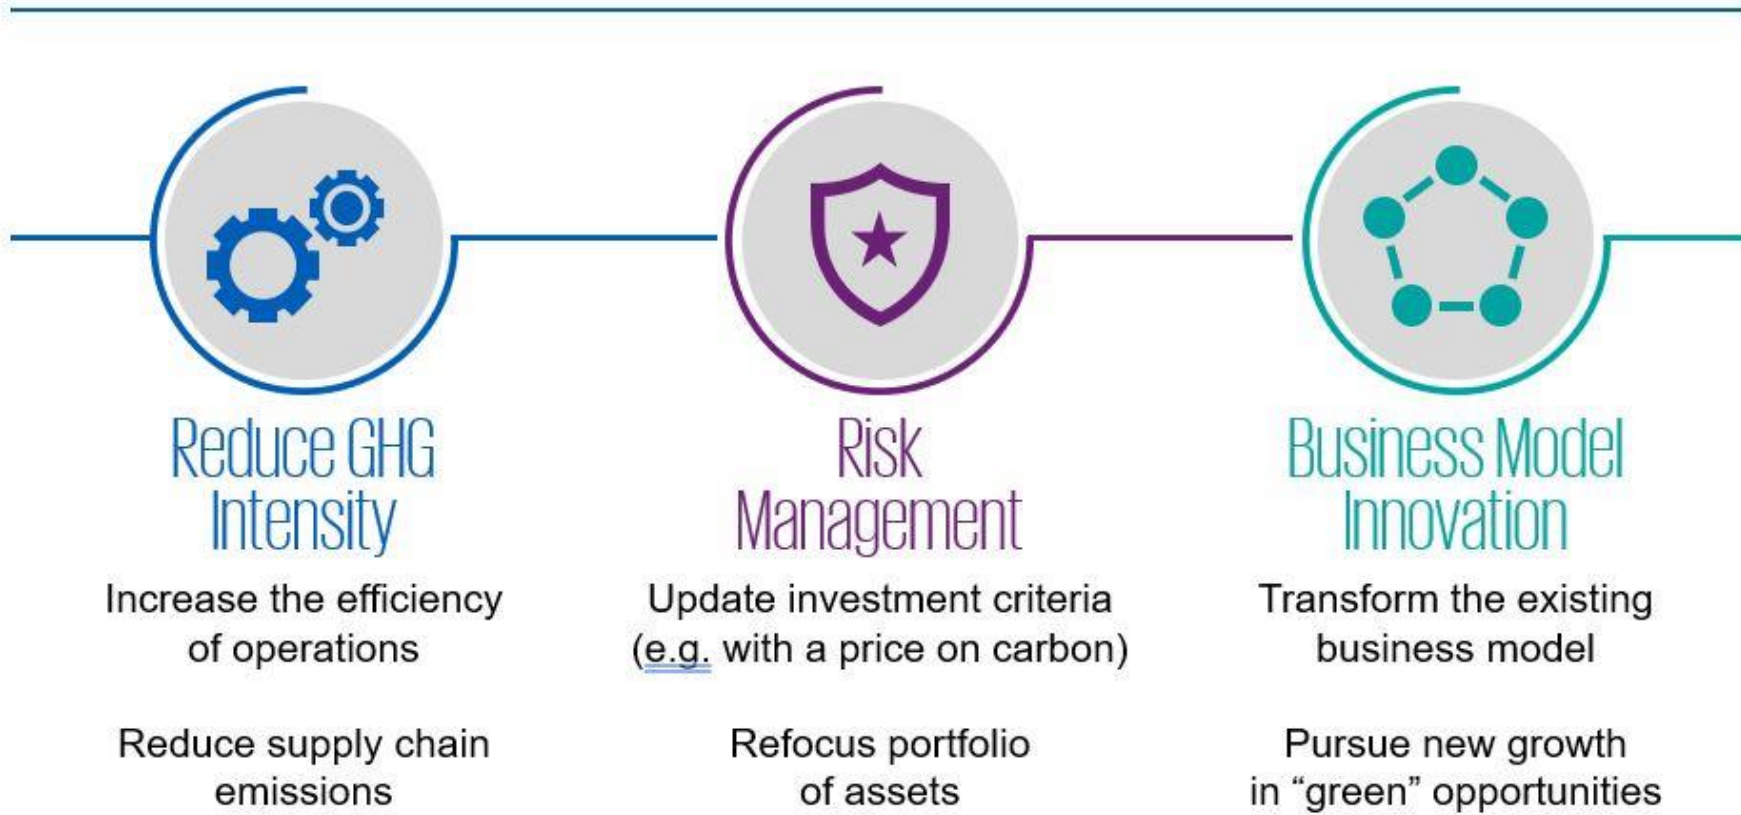 Reduce GHG
Intensity
Increase the efficiency
of operations
Reduce supply chain
emissions
Risk
Management
Update investment criteria
(e.g. with a price on carbon)
Refocus portfolio
of assets
Business Model
Innovation
Transform the existing
business model
Pursue new growth
in “green” opportunities